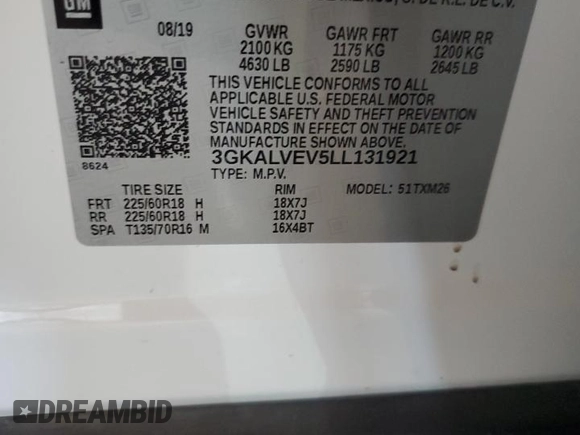 GM
S. DE R.L. DE C.V.
08/19 GVWR GAWR FRT GAWR RR
2100 KG 1175 KG 1200 KG
4630 LB 2590 LB 2645 LB
THIS VEHICLE CONFORMS TO ALL
APPLICABLE U.S. FEDERAL MOTOR
VEHICLE SAFETY AND THEFT PREVENTION
STANDARDS IN EFFECT ON THE DATE OF
MANUFACTURE SHOWN ABOVE.
8624 3GKALVEV5LL131921
TYPE: M.P.V.
TIRE SIZE RIM MODEL: 51TXM26
FRT 225/60R18 H 18X7J
RR 225/60R18 H 18X7J
SPA T135/70R16 M 16X4BT
DREAMBID